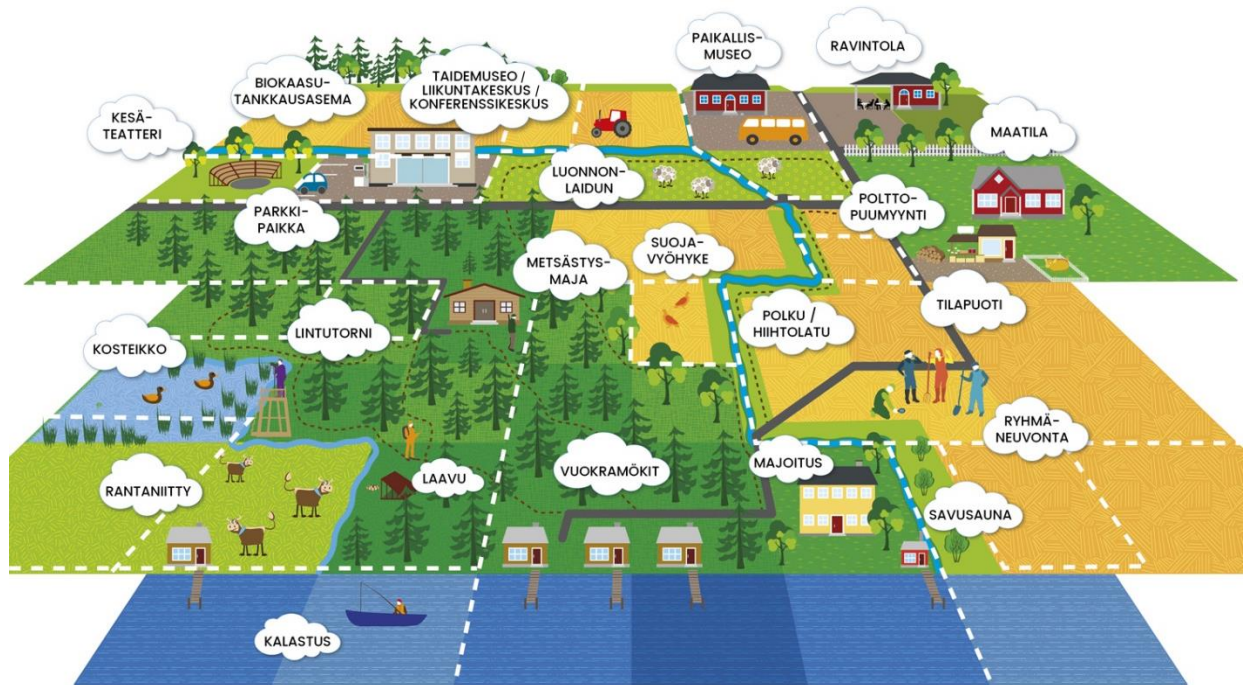 PAIKALLIS-
MUSEO
RAVINTOLA
BIOKAASU-
TANKKAUSASEMA
TAIDEMUSEO /
LIIKUNTAKESKUS /
KONFERENSSIKESKUS
KESÄ-
TEATTERI
MAATILA
LUONNON-
LAIDUN
POLTTO-
PUUMYYNTI
PARKKI-
PAIKKA
METSÄSTYS-
MAJA
SUOJA-
VYÖHYKE
LINTUTORNI
POLKU /
HIIHTOLATU
TILAPUOTI
KOSTEIKKO
RYHMÄ-
NEUVONTA
RANTANIITTY
LAAVU
VUOKRAMÖKIT
MAJOITUS
SAVUSAUNA
KALASTUS